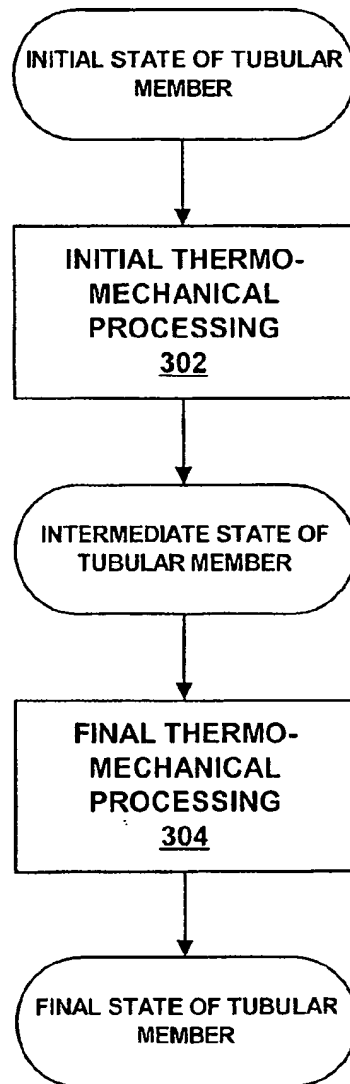 INITIAL STATE OF TUBULAR
MEMBER
INITIAL THERMO-
MECHANICAL
PROCESSING
302
INTERMEDIATE STATE OF
TUBULAR MEMBER
FINAL THERMO-
MECHANICAL
PROCESSING
304
FINAL STATE OF TUBULAR
MEMBER